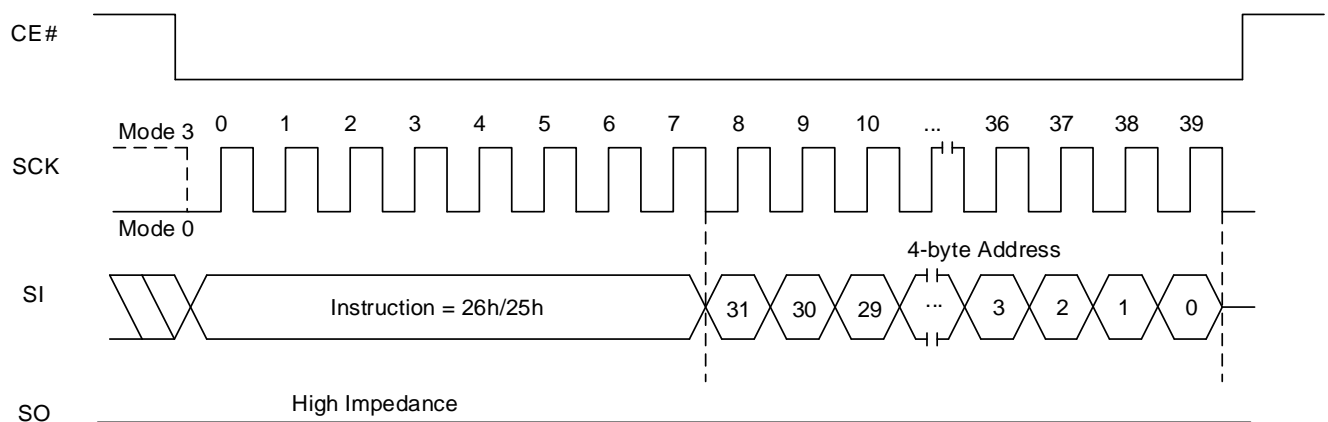 CE#
Mode 3 0 1 2 3 4 5 6 7 8 9 10 ... 36 37 38 39
SCK
Mode 0
4-byte Address
SI Instruction = 26h/25h 31 30 29 ... 3 2 1 0
High Impedance
SO